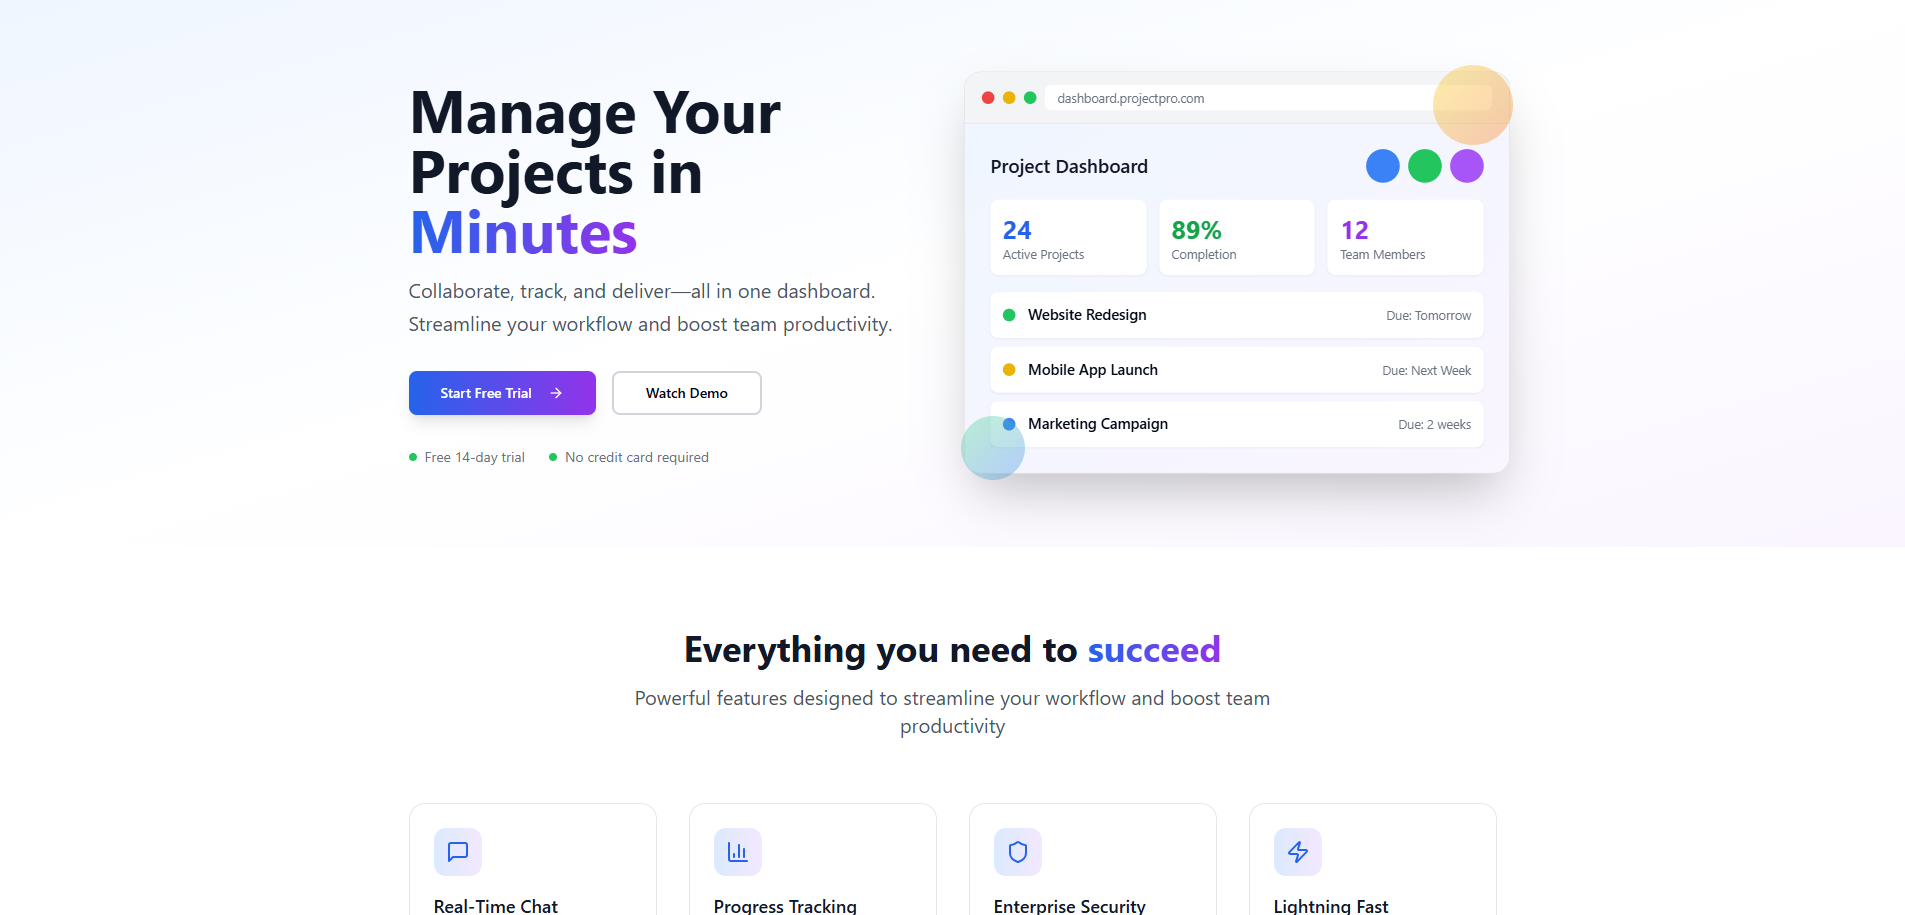 Manage Your
Projects in
Minutes
Collaborate, track, and deliver—all in one dashboard.
Streamline your workflow and boost team productivity.
Start Free Trial
Watch Demo
Free 14-day trial
No credit card required
dashboard.projectpro.com
Project Dashboard
24
Active Projects
89%
Completion
12
Team Members
Website Redesign
Due: Tomorrow
Mobile App Launch
Due: Next Week
Marketing Campaign
Due: 2 weeks
Everything you need to succeed
Powerful features designed to streamline your workflow and boost team
productivity
Real-Time Chat
Progress Tracking
Enterprise Security
Lightning Fast